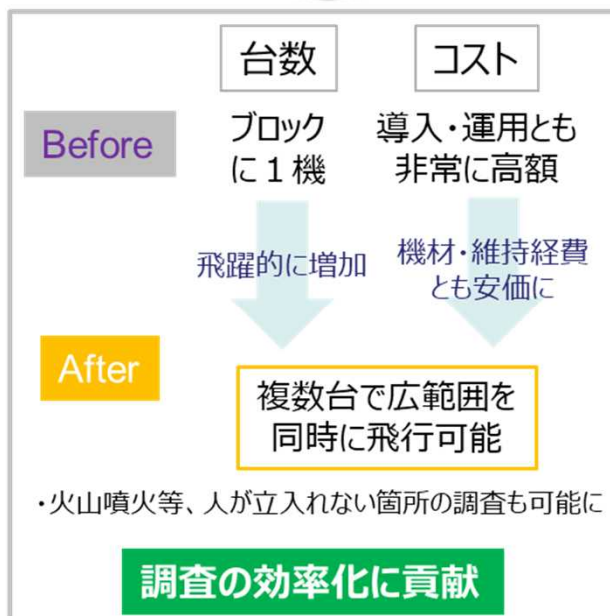 台数
コスト
Before
ブロック
に１機
導入・運用とも
非常に高額
飛躍的に増加
機材・維持経費
とも安価に
After
複数台で広範囲を
同時に飛行可能
・火山噴火等、人が立入れない箇所の調査も可能に
調査の効率化に貢献